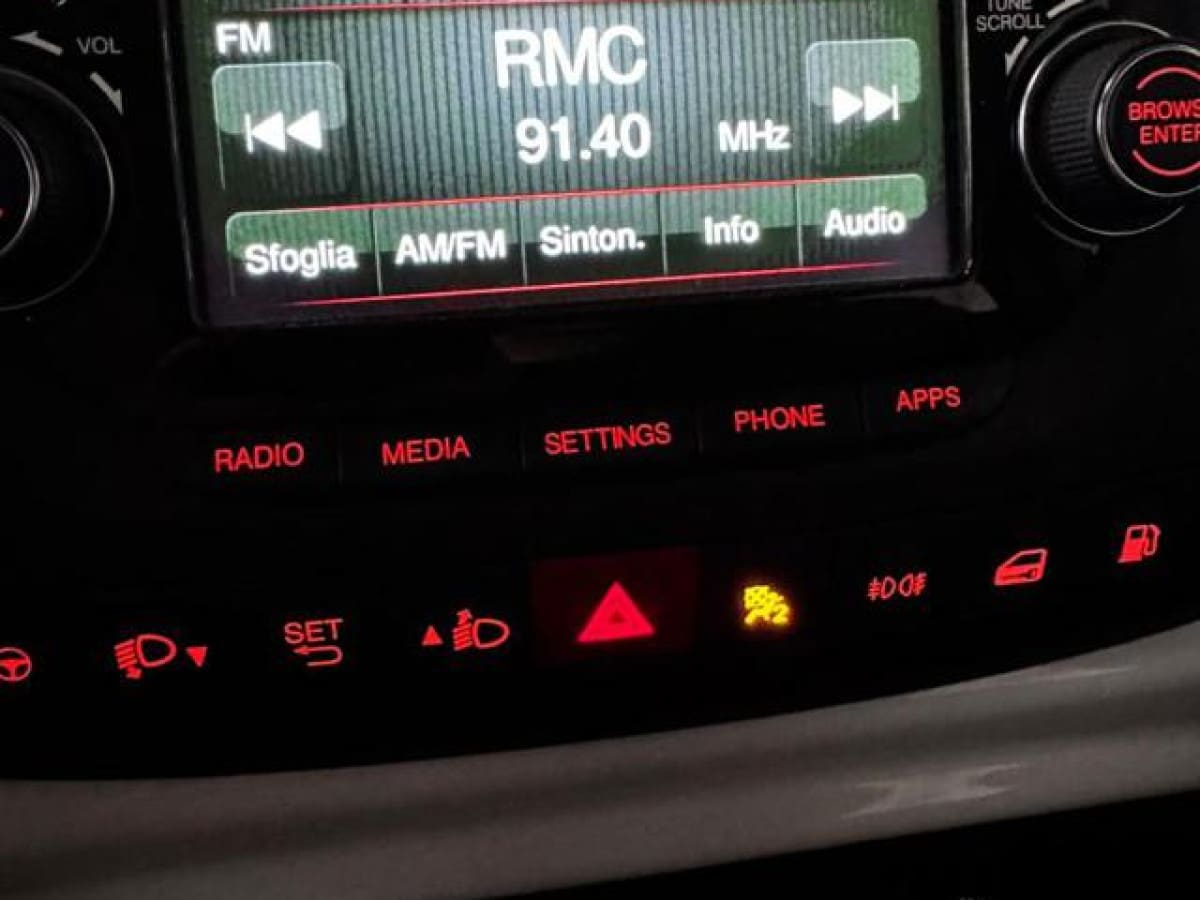 VOL
TUNE
SCROLL
FM
RMC
91.40 MHz
BROWS
ENTER
Sfoglia AM/FM Sinton. Info Audio
RADIO MEDIA SETTINGS PHONE APPS
SET